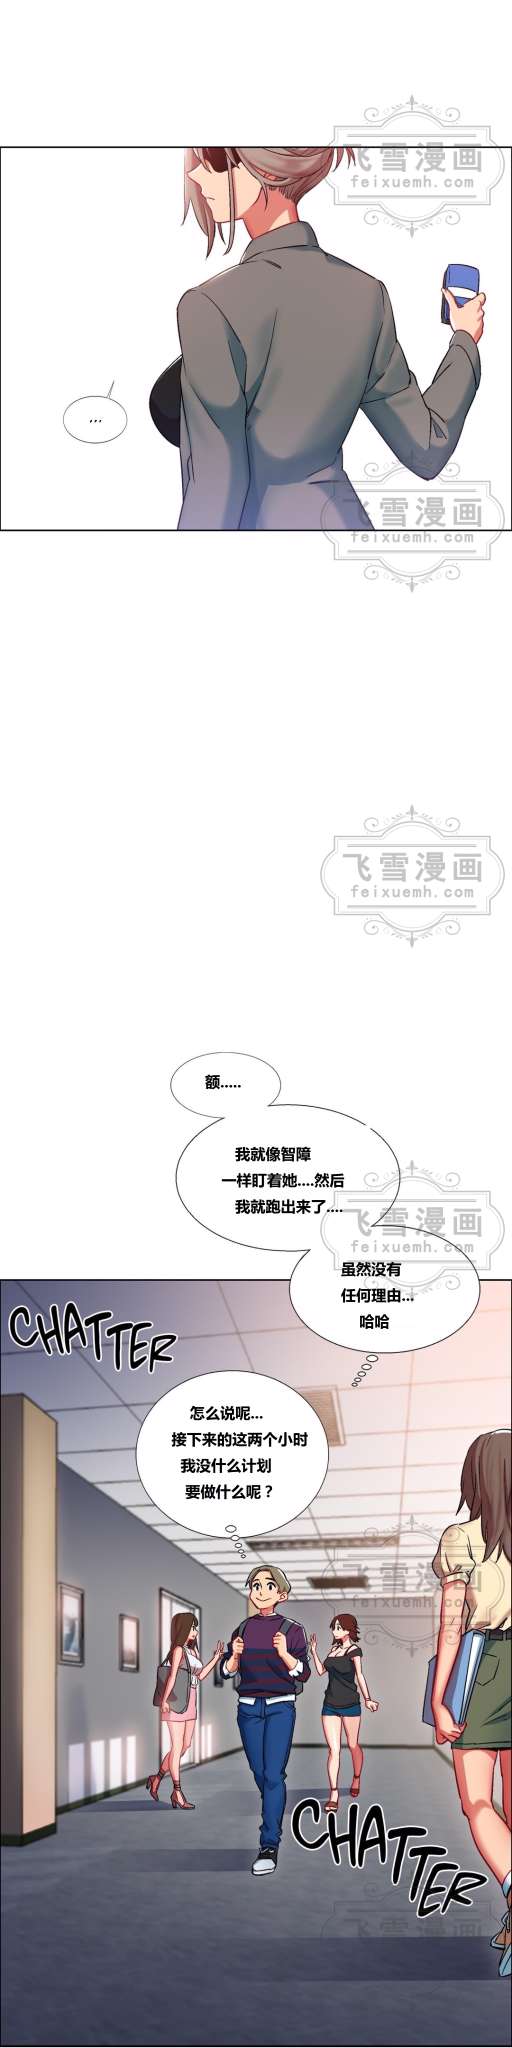 飞雪漫画
feixuemh.com
...
飞雪漫画
feixuemh.com
飞雪漫画
feixuemh.com
额.....
我就像智障
一样盯着她....然后
我就跑出来了....
飞雪漫画
feixuemh.com
虽然没有
任何理由...
哈哈
CHATTER
怎么说呢...
接下来的这两个小时
我没什么计划
要做什么呢？
飞雪漫画
feixuemh.com
CHATTER
飞雪漫画
feixuemh.com